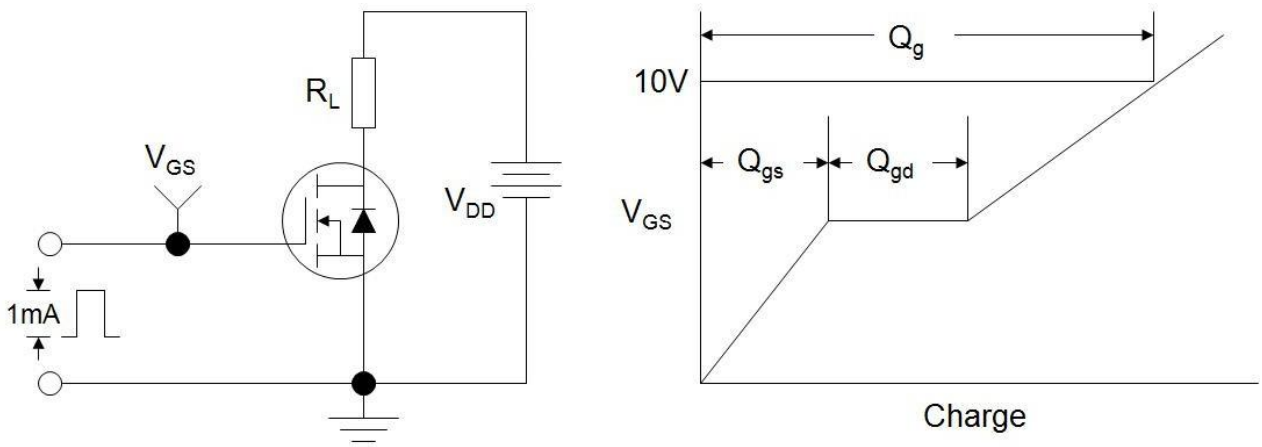 R_L
V_GS
V_DD
1mA
Q_g
10V
Q_gs
Q_gd
V_GS
Charge